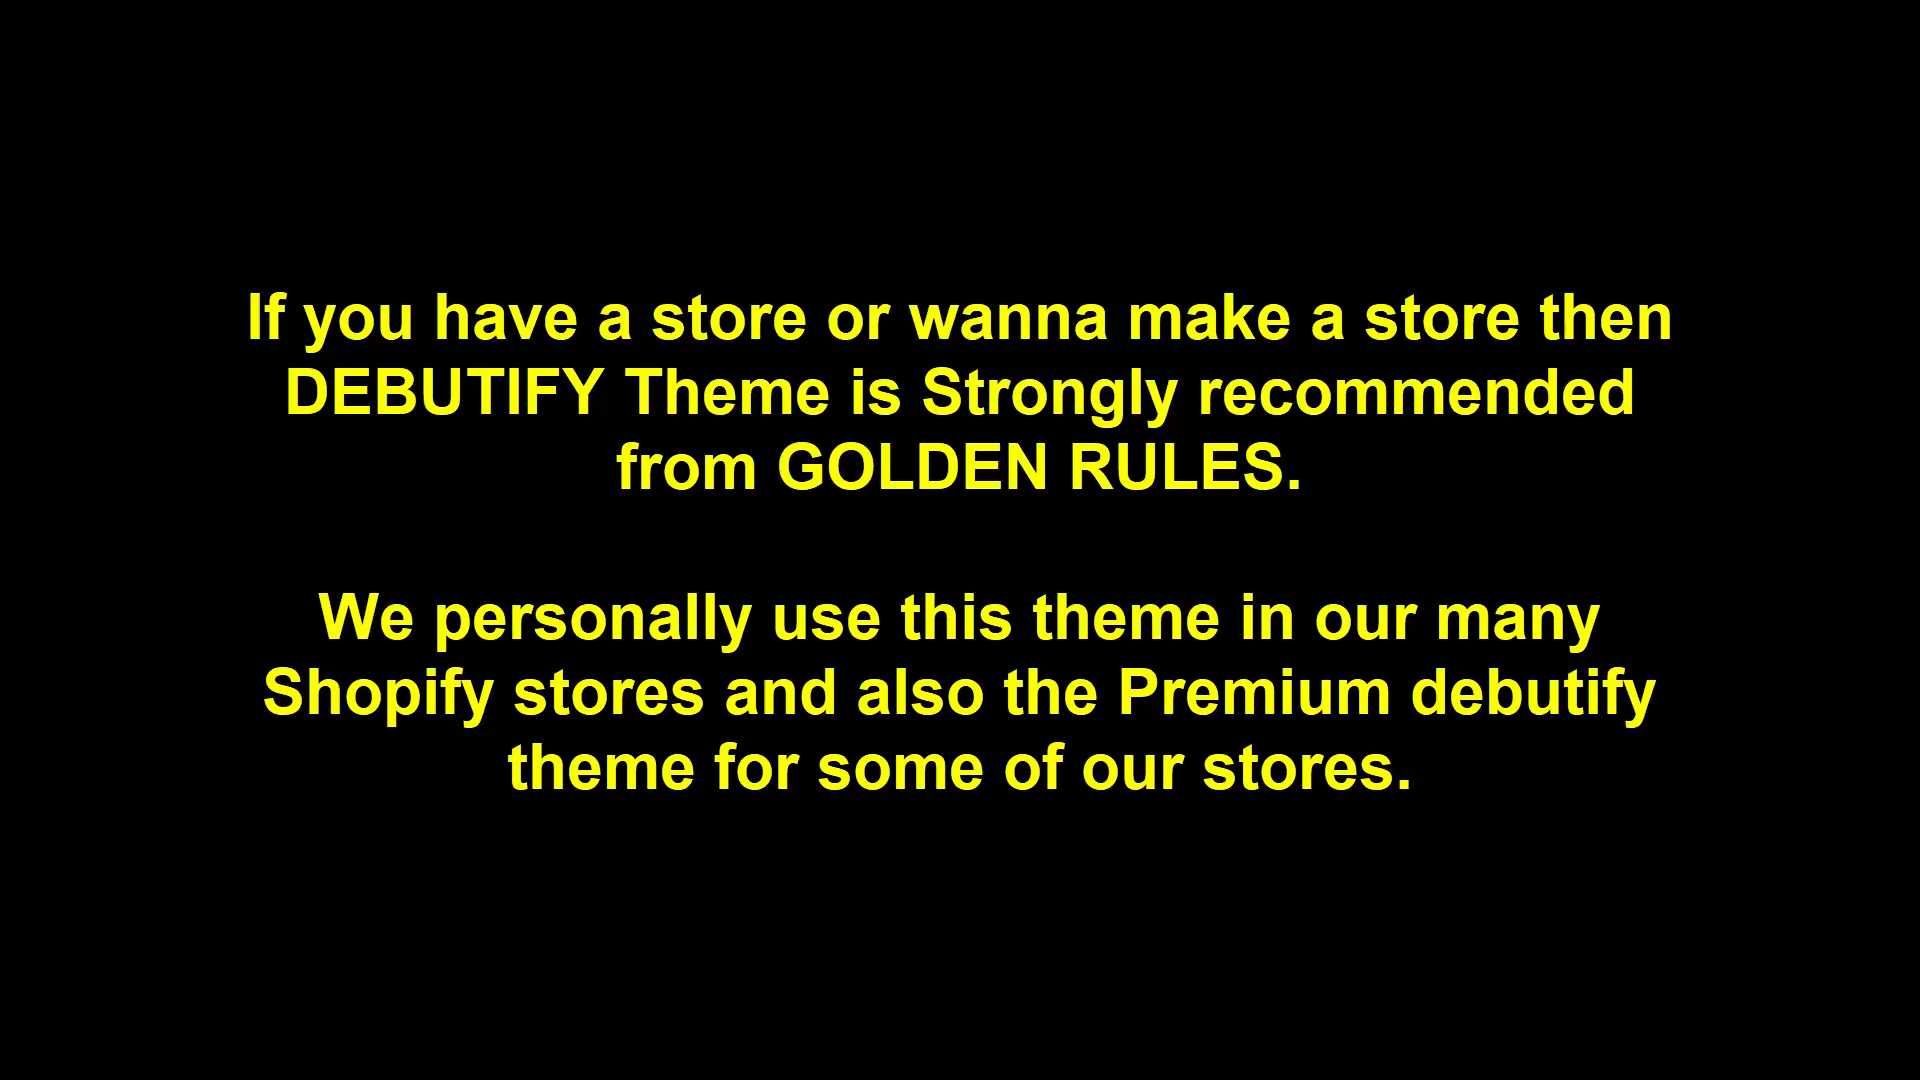 If you have a store or wanna make a store then
DEBUTIFY Theme is Strongly recommended
from GOLDEN RULES.
We personally use this theme in our many
Shopify stores and also the Premium debutify
theme for some of our stores.